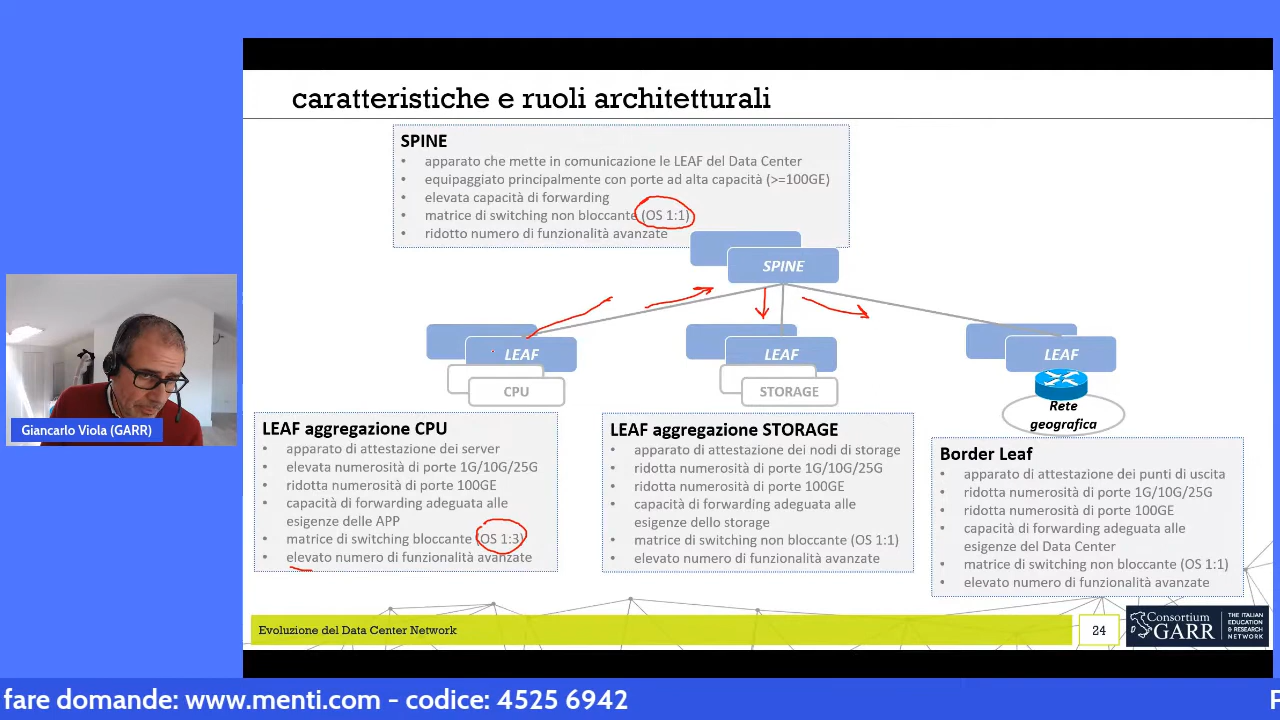 caratteristiche e ruoli architetturali
SPINE
• apparato che mette in comunicazione le LEAF del Data Center
• equipaggiato principalmente con porte ad alta capacità (>=100GE)
• elevata capacità di forwarding
• matrice di switching non bloccante (OS 1:1)
• ridotto numero di funzionalità avanzate
SPINE
LEAF
CPU
LEAF
STORAGE
LEAF
Rete
geografica
LEAF aggregazione CPU
• apparato di attestazione dei server
• elevata numerosità di porte 1G/10G/25G
• ridotta numerosità di porte 100GE
• capacità di forwarding adeguata alle
esigenze delle APP
• matrice di switching bloccante (OS 1:3)
• elevato numero di funzionalità avanzate
LEAF aggregazione STORAGE
• apparato di attestazione dei nodi di storage
• ridotta numerosità di porte 1G/10G/25G
• ridotta numerosità di porte 100GE
• capacità di forwarding adeguata alle
esigenze dello storage
• matrice di switching non bloccante (OS 1:1)
• elevato numero di funzionalità avanzate
Border Leaf
• apparato di attestazione dei punti di uscita
• ridotta numerosità di porte 1G/10G/25G
• ridotta numerosità di porte 100GE
• capacità di forwarding adeguata alle
esigenze del Data Center
• matrice di switching non bloccante (OS 1:1)
• elevato numero di funzionalità avanzate
Giancarlo Viola (GARR)
Evoluzione del Data Center Network
24
Consortium
GARR
THE ITALIAN
EDUCATION
& RESEARCH
NETWORK
fare domande: www.menti.com - codice: 4525 6942